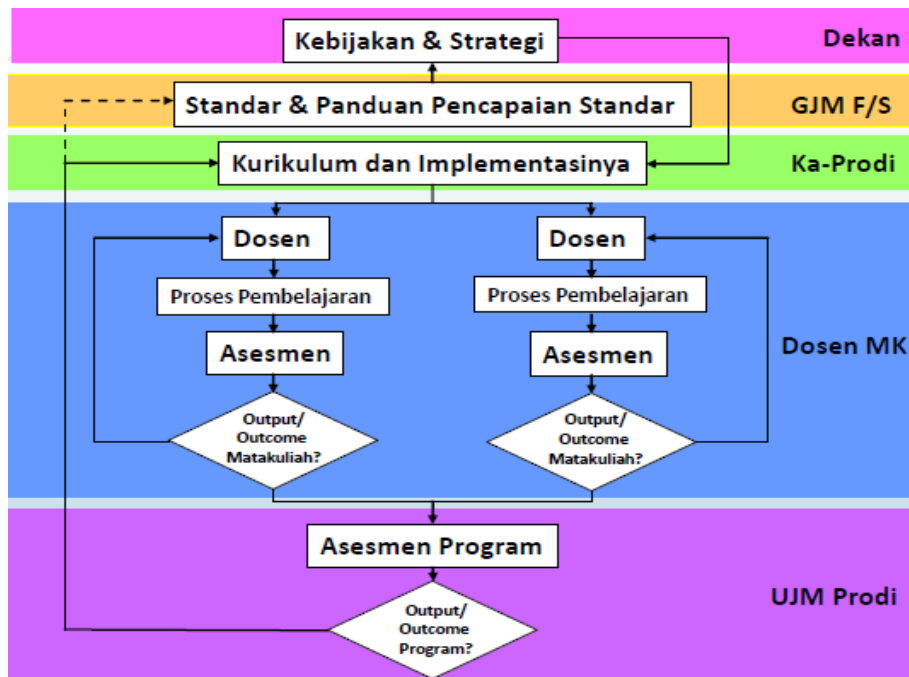 Kebijakan & Strategi
Dekan
Standar & Panduan Pencapaian Standar
GJM F/S
Kurikulum dan Implementasinya
Ka-Prodi
Dosen
Dosen
Proses Pembelajaran
Proses Pembelajaran
Asesmen
Asesmen
Dosen MK
Output/
Outcome
Matakuliah?
Output/
Outcome
Matakuliah?
Asesmen Program
UJM Prodi
Output/
Outcome
Program?